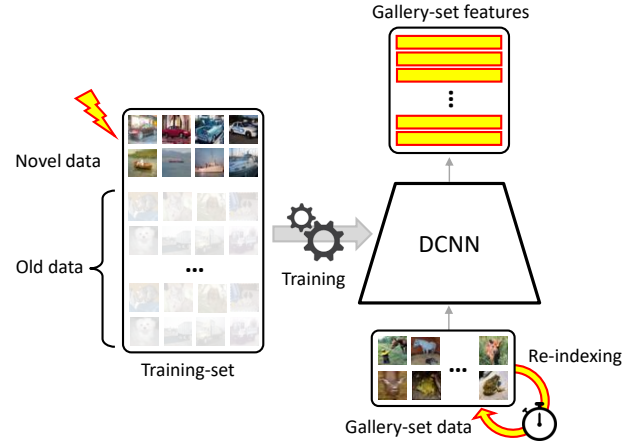 Gallery-set features
Novel data
Old data
Training
DCNN
Training-set
Re-indexing
Gallery-set data